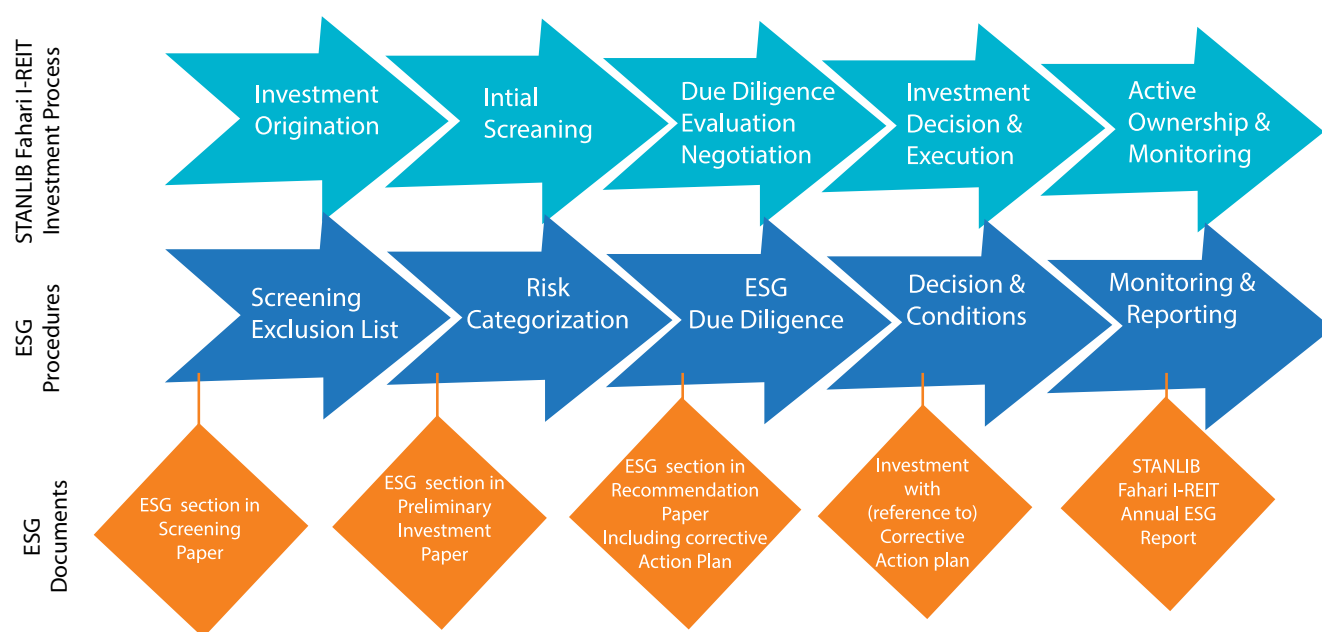 STANLIB Fahari I-REIT
Investment Process
Investment
Origination
Intial
Screaning
Due Diligence
Evaluation
Negotiation
Investment
Decision &
Execution
Active
Ownership &
Monitoring
ESG
Procedures
Screening
Exclusion List
Risk
Categorization
ESG
Due Diligence
Decision &
Conditions
Monitoring &
Reporting
ESG
Documents
ESG section in
Screening
Paper
ESG section in
Preliminary
Investment
Paper
ESG section in
Recommendation
Paper
Including corrective
Action Plan
Investment
with
(reference to)
Corrective
Action plan
STANLIB
Fahari I-REIT
Annual ESG
Report